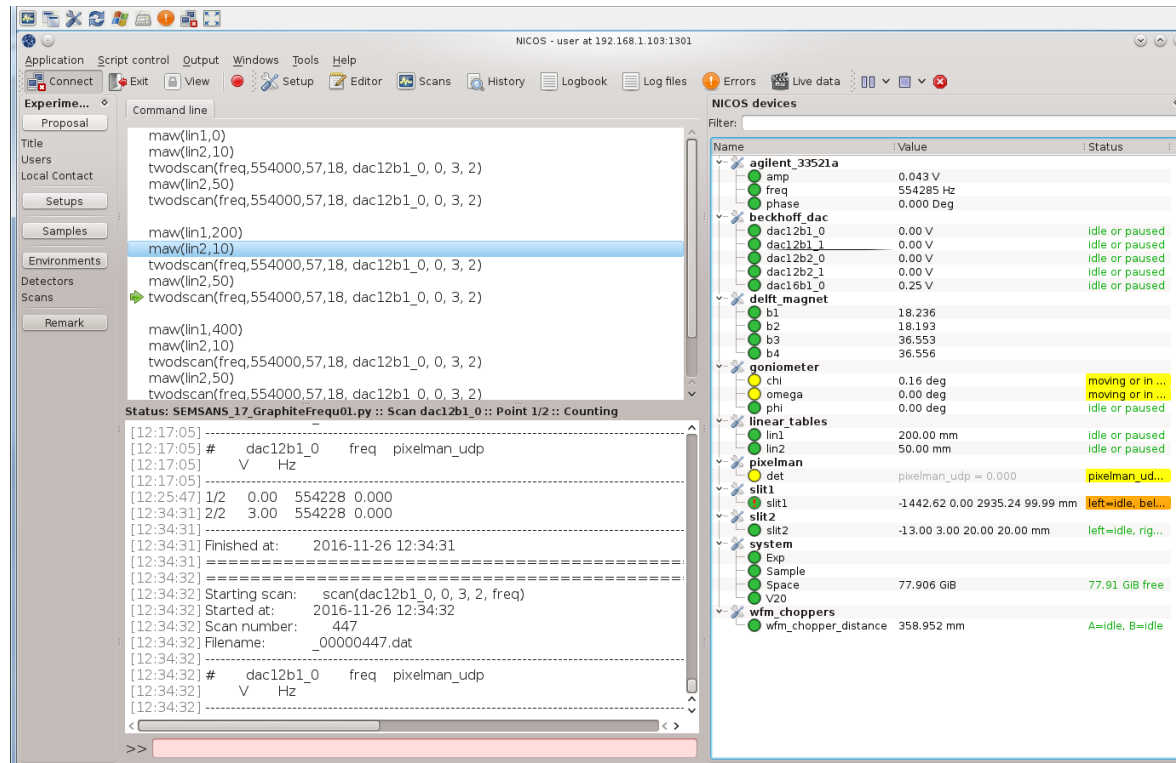 NICOS - user at 192.168.1.103:1301
Application Script control Output Windows Tools Help
Connect Exit View Setup Editor Scans History Logbook Log files Errors Live data
Experime...
Proposal
Title
Users
Local Contact
Setups
Samples
Environments
Detectors
Scans
Remark
Command line
maw(lin1,0)
maw(lin2,10)
twodscan(freq,554000,57,18, dac12b1_0, 0, 3, 2)
maw(lin2,50)
twodscan(freq,554000,57,18, dac12b1_0, 0, 3, 2)
maw(lin1,200)
maw(lin2,10)
twodscan(freq,554000,57,18, dac12b1_0, 0, 3, 2)
maw(lin2,50)
twodscan(freq,554000,57,18, dac12b1_0, 0, 3, 2)
maw(lin1,400)
maw(lin2,10)
twodscan(freq,554000,57,18, dac12b1_0, 0, 3, 2)
maw(lin2,50)
twodscan(freq,554000,57,18, dac12b1_0, 0, 3, 2)
Status: SEMSANS_17_GraphiteFrequ01.py :: Scan dac12b1_0 :: Point 1/2 :: Counting
[12:17:05] --------------------------------------------------------------------------------
[12:17:05] # dac12b1_0 freq pixelman_udp
[12:17:05] V Hz
[12:17:05] --------------------------------------------------------------------------------
[12:25:47] 1/2 0.00 554228 0.000
[12:34:31] 2/2 3.00 554228 0.000
[12:34:31] --------------------------------------------------------------------------------
[12:34:31] Finished at: 2016-11-26 12:34:31
[12:34:31] ================================================
[12:34:32] ================================================
[12:34:32] Starting scan: scan(dac12b1_0, 0, 3, 2, freq)
[12:34:32] Started at: 2016-11-26 12:34:32
[12:34:32] Scan number: 447
[12:34:32] Filename: _00000447.dat
[12:34:32] --------------------------------------------------------------------------------
[12:34:32] # dac12b1_0 freq pixelman_udp
[12:34:32] V Hz
[12:34:32] --------------------------------------------------------------------------------
>>
NICOS devices
Filter:
Name Value Status
agilent_33521a
amp 0.043 V
freq 554285 Hz
phase 0.000 Deg
beckhoff_dac
dac12b1_0 0.00 V idle or paused
dac12b1_1 0.00 V idle or paused
dac12b2_0 0.00 V idle or paused
dac12b2_1 0.00 V idle or paused
dac16b1_0 0.25 V idle or paused
delft_magnet
b1 18.236
b2 18.193
b3 36.553
b4 36.556
goniometer
chi 0.16 deg moving or in ...
omega 0.00 deg moving or in ...
phi 0.00 deg idle or paused
linear_tables
lin1 200.00 mm idle or paused
lin2 50.00 mm idle or paused
pixelman
det pixelman_udp = 0.000 pixelman_ud...
slit1
slit1 -1442.62 0.00 2935.24 99.99 mm left=idle, bel...
slit2
slit2 -13.00 3.00 20.00 20.00 mm left=idle, rig...
system
Exp
Sample
Space 77.906 GiB 77.91 GiB free
V20
wfm_choppers
wfm_chopper_distance 358.952 mm A=idle, B=idle